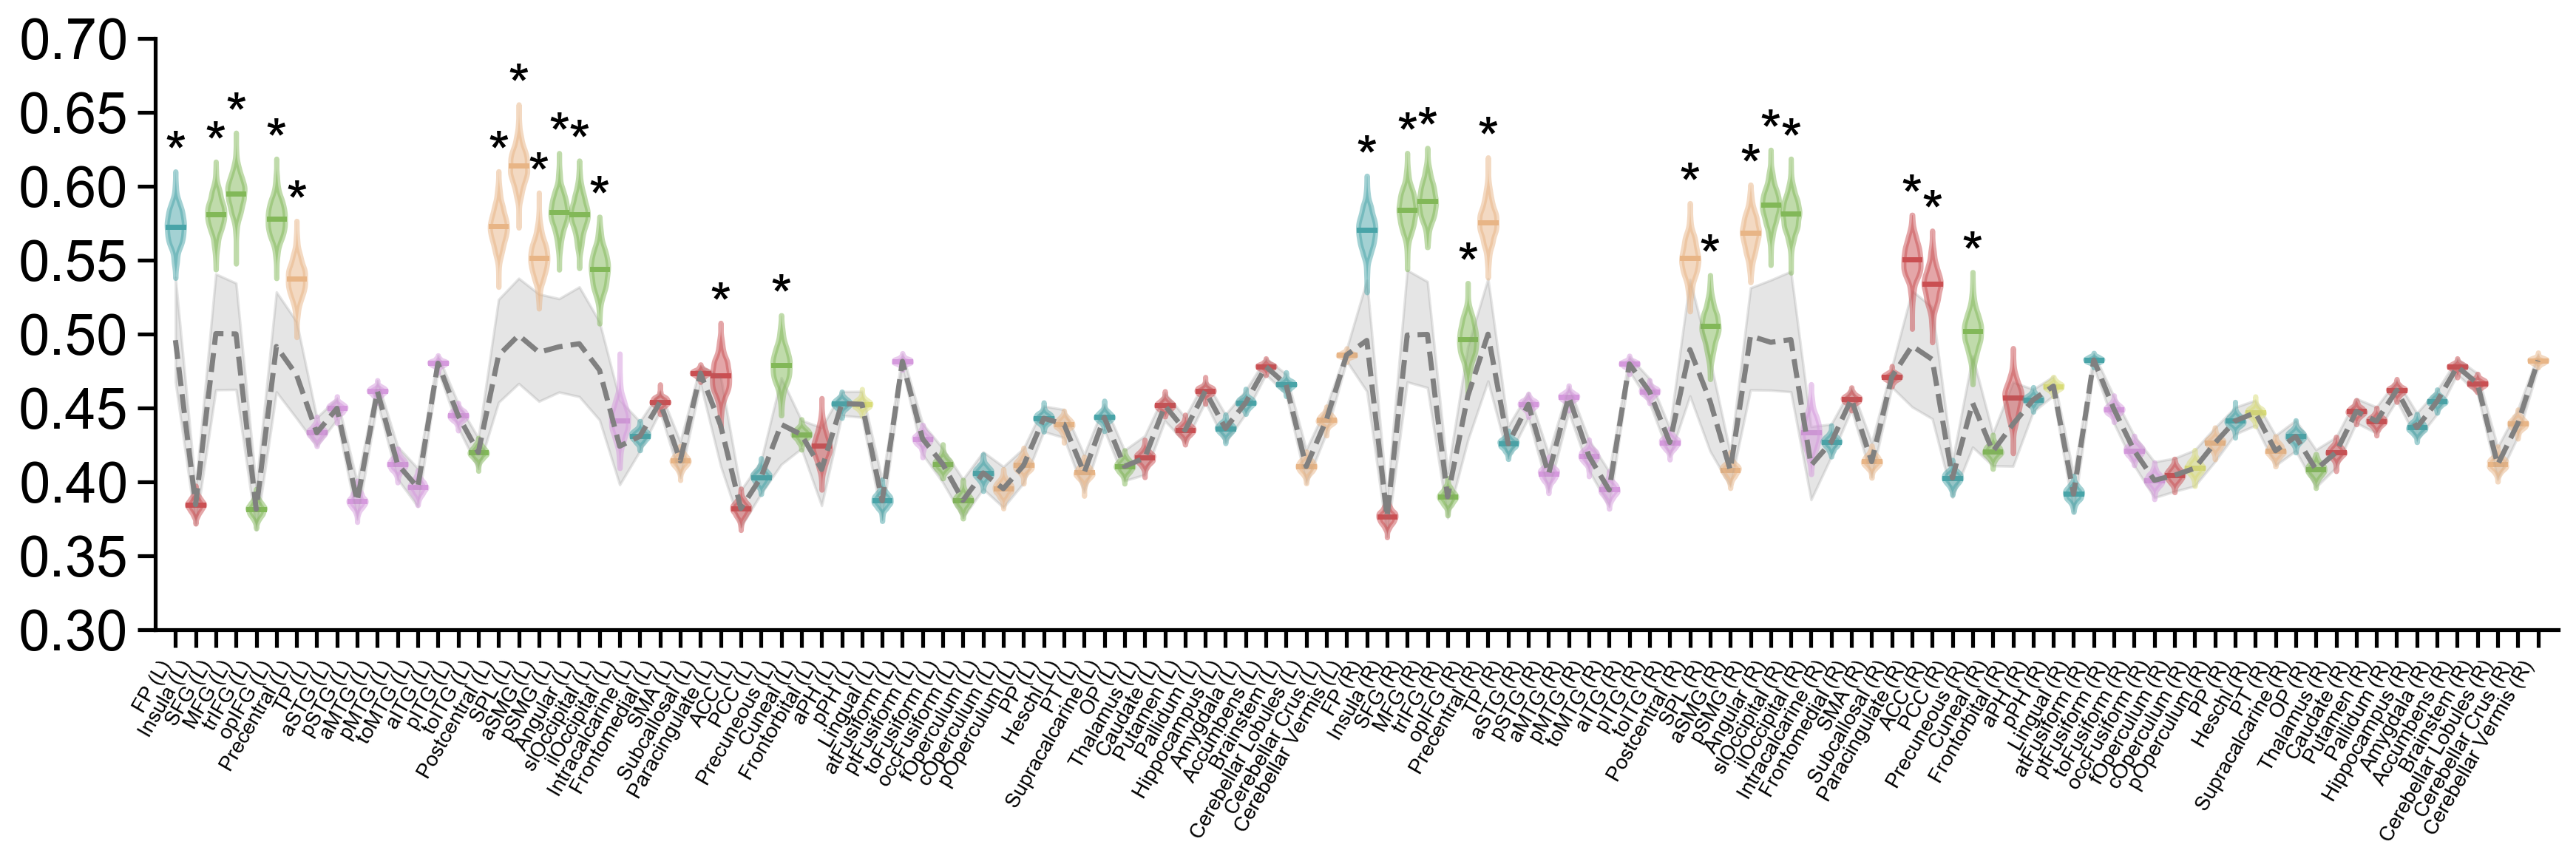 0.70
0.65
0.60
0.55
0.50
0.45
0.40
0.35
0.30
* * * * * * * * * * * * * * * * * * * * * * * * * * *
FP (L)
Insula (L)
SFG (L)
MFG (L)
trIFG (L)
opIFG (L)
Precentral (L)
TP (L)
aSTG (L)
pSTG (L)
aMTG (L)
pMTG (L)
toMTG (L)
aITG (L)
pITG (L)
toITG (L)
Postcentral (L)
SPL (L)
aSMG (L)
pSMG (L)
Angular (L)
slOccipital (L)
ilOccipital (L)
Intracalcarine (L)
Frontomedial (L)
SMA (L)
Subcallosal (L)
Paracingulate (L)
ACC (L)
PCC (L)
Precuneous (L)
Cuneal (L)
Frontorbital (L)
aPH (L)
pPH (L)
Lingual (L)
atFusiform (L)
ptFusiform (L)
toFusiform (L)
occFusiform (L)
fOperculum (L)
cOperculum (L)
pOperculum (L)
PP (L)
Heschl (L)
PT (L)
Supracalcarine (L)
OP (L)
Thalamus (L)
Caudate (L)
Putamen (L)
Pallidum (L)
Hippocampus (L)
Amygdala (L)
Accumbens (L)
Brainstem (L)
Cerebellar Lobules (L)
Cerebellar Crus (L)
Cerebellar Vermis (L)
FP (R)
Insula (R)
SFG (R)
MFG (R)
trIFG (R)
opIFG (R)
Precentral (R)
TP (R)
aSTG (R)
pSTG (R)
aMTG (R)
pMTG (R)
toMTG (R)
aITG (R)
pITG (R)
toITG (R)
Postcentral (R)
SPL (R)
aSMG (R)
pSMG (R)
Angular (R)
slOccipital (R)
ilOccipital (R)
Intracalcarine (R)
Frontomedial (R)
SMA (R)
Subcallosal (R)
Paracingulate (R)
ACC (R)
PCC (R)
Precuneous (R)
Cuneal (R)
Frontorbital (R)
aPH (R)
pPH (R)
Lingual (R)
atFusiform (R)
ptFusiform (R)
toFusiform (R)
occFusiform (R)
fOperculum (R)
cOperculum (R)
pOperculum (R)
PP (R)
Heschl (R)
PT (R)
Supracalcarine (R)
OP (R)
Thalamus (R)
Caudate (R)
Putamen (R)
Pallidum (R)
Hippocampus (R)
Amygdala (R)
Accumbens (R)
Brainstem (R)
Cerebellar Lobules (R)
Cerebellar Crus (R)
Cerebellar Vermis (R)